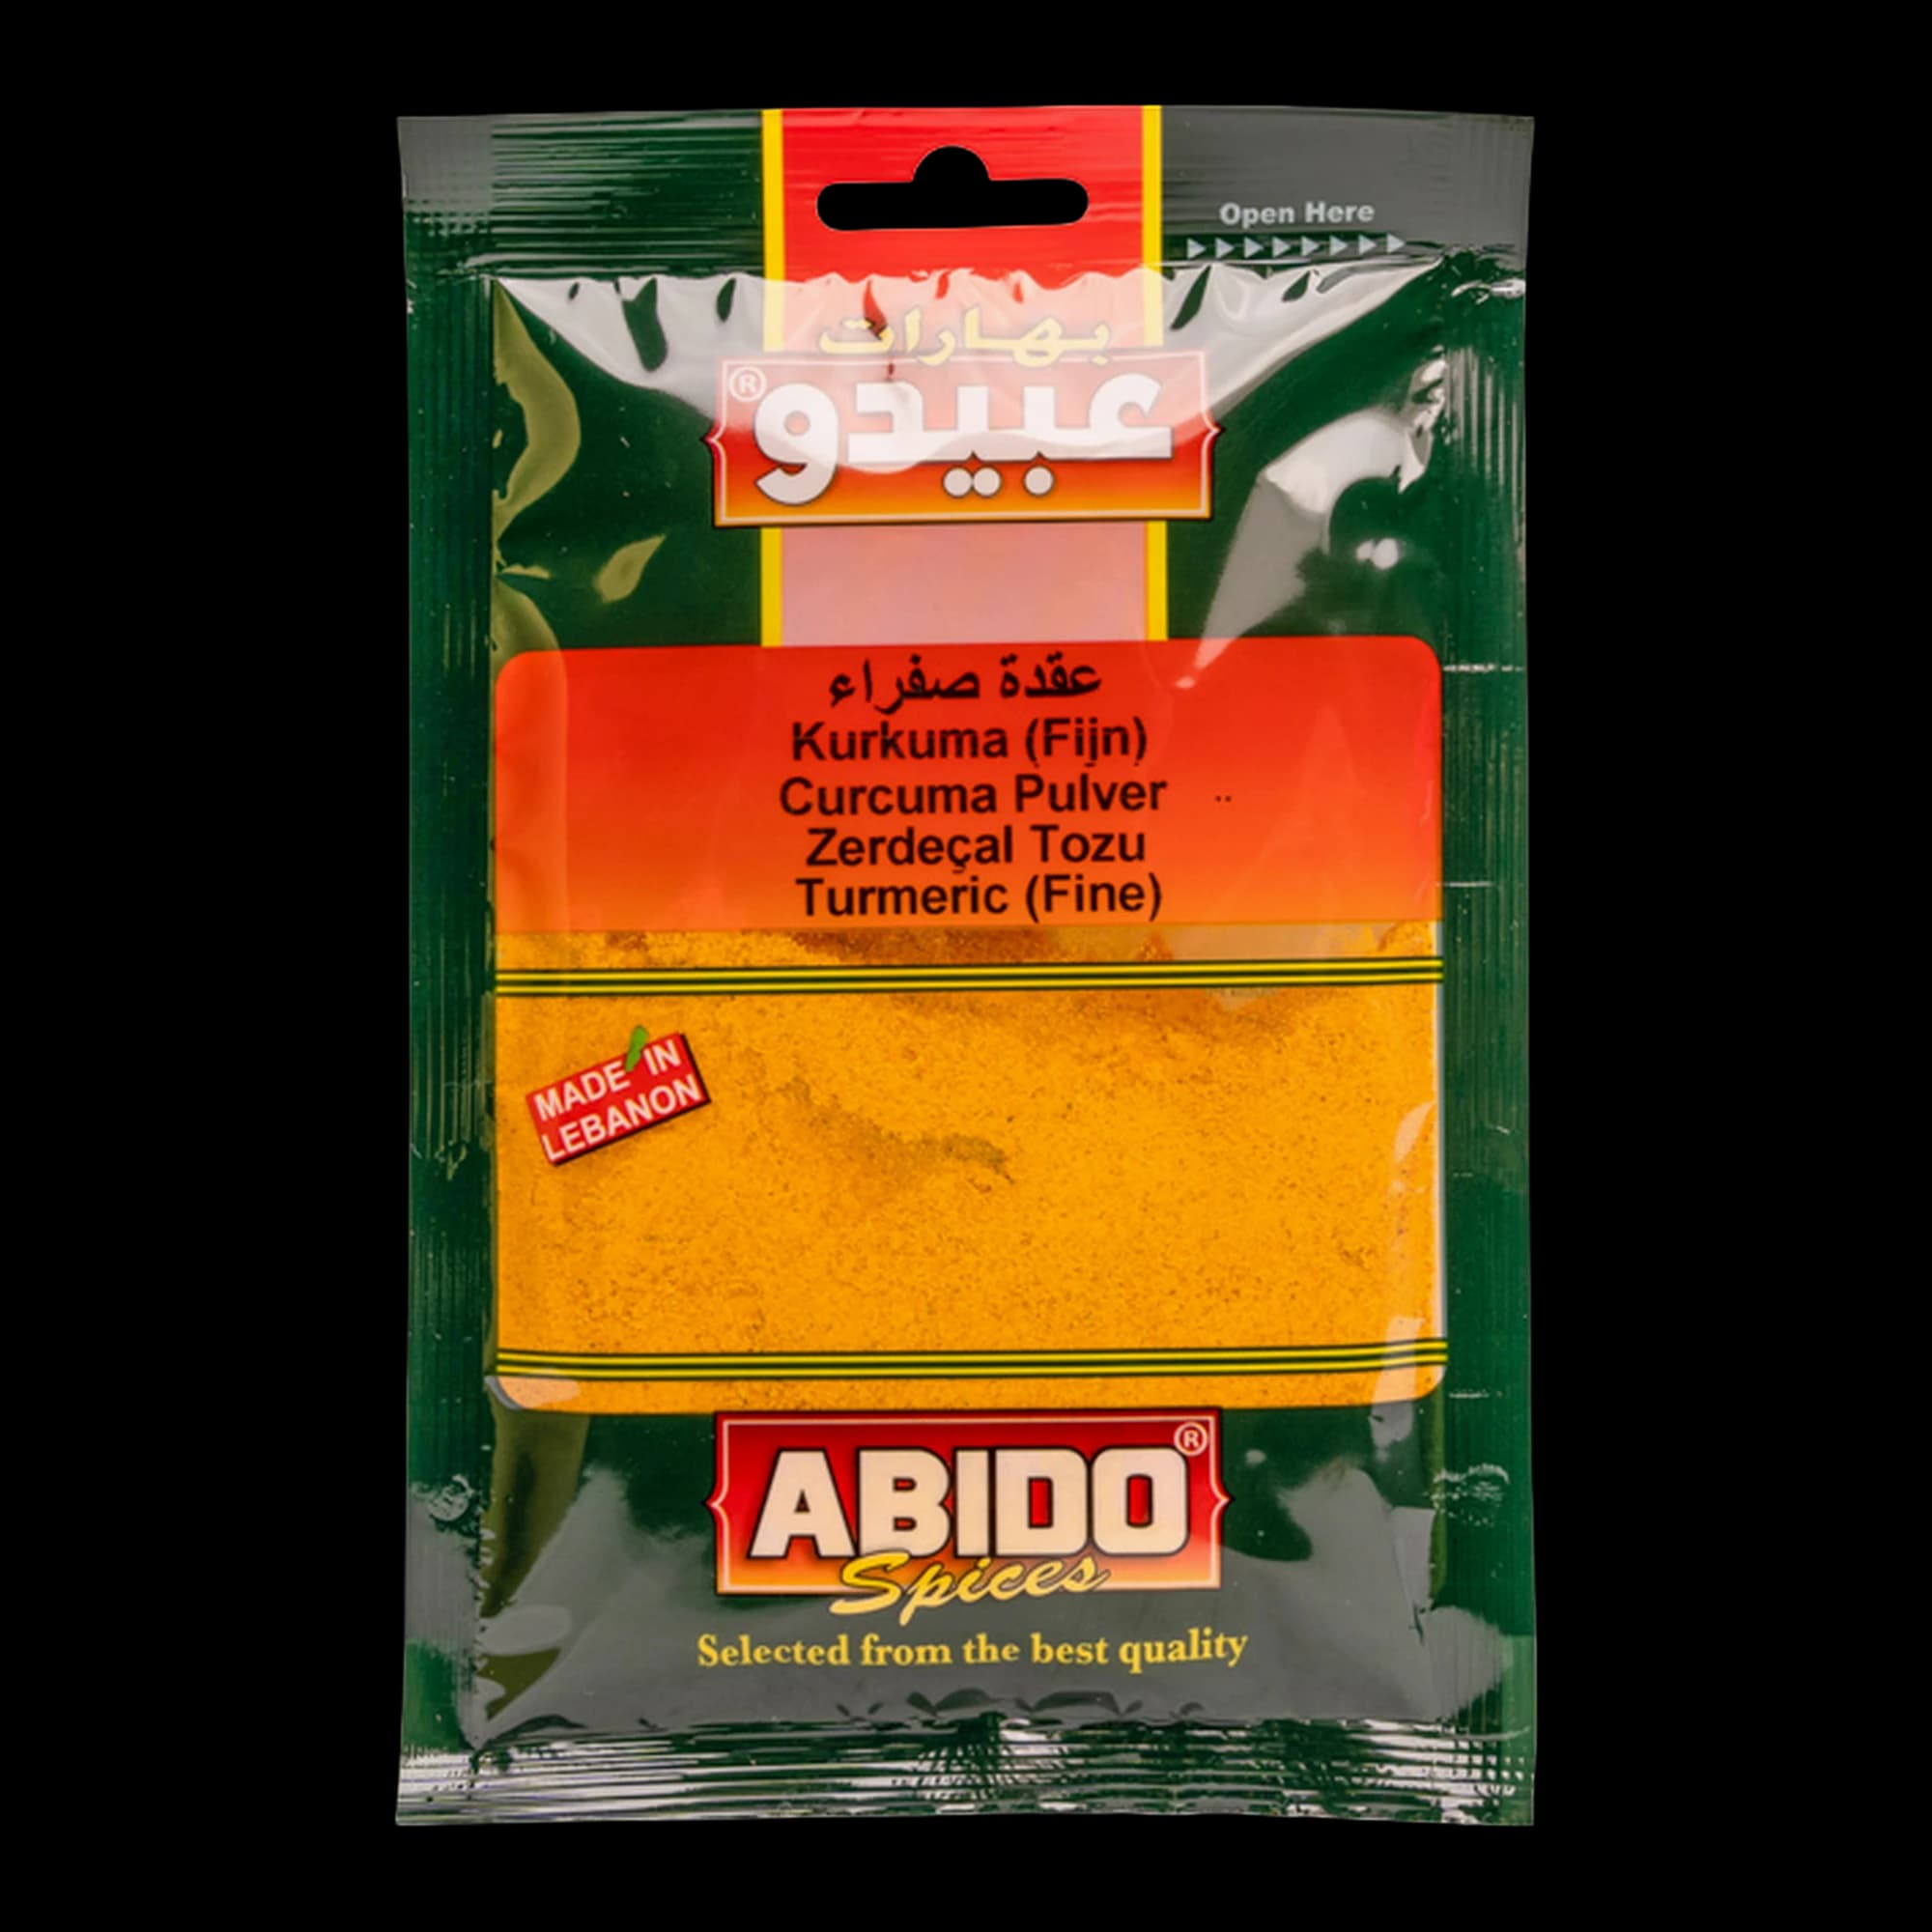 Open Here
بهارات
عبيدو®
عقدة صفراء
Kurkuma (Fijn)
Curcuma Pulver
Zerdeçal Tozu
Turmeric (Fine)
MADE IN
LEBANON
ABIDO®
Spices
Selected from the best quality